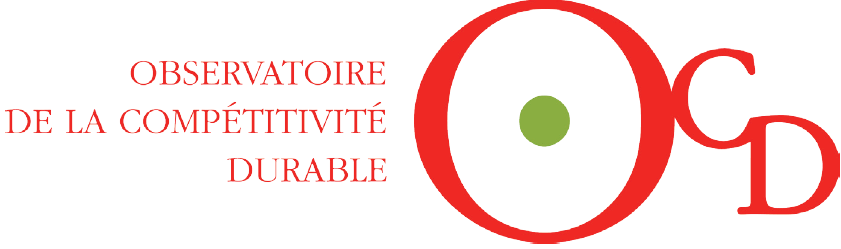 OBSERVATOIRE
DE LA COMPÉTITIVITÉ
DURABLE
OCD